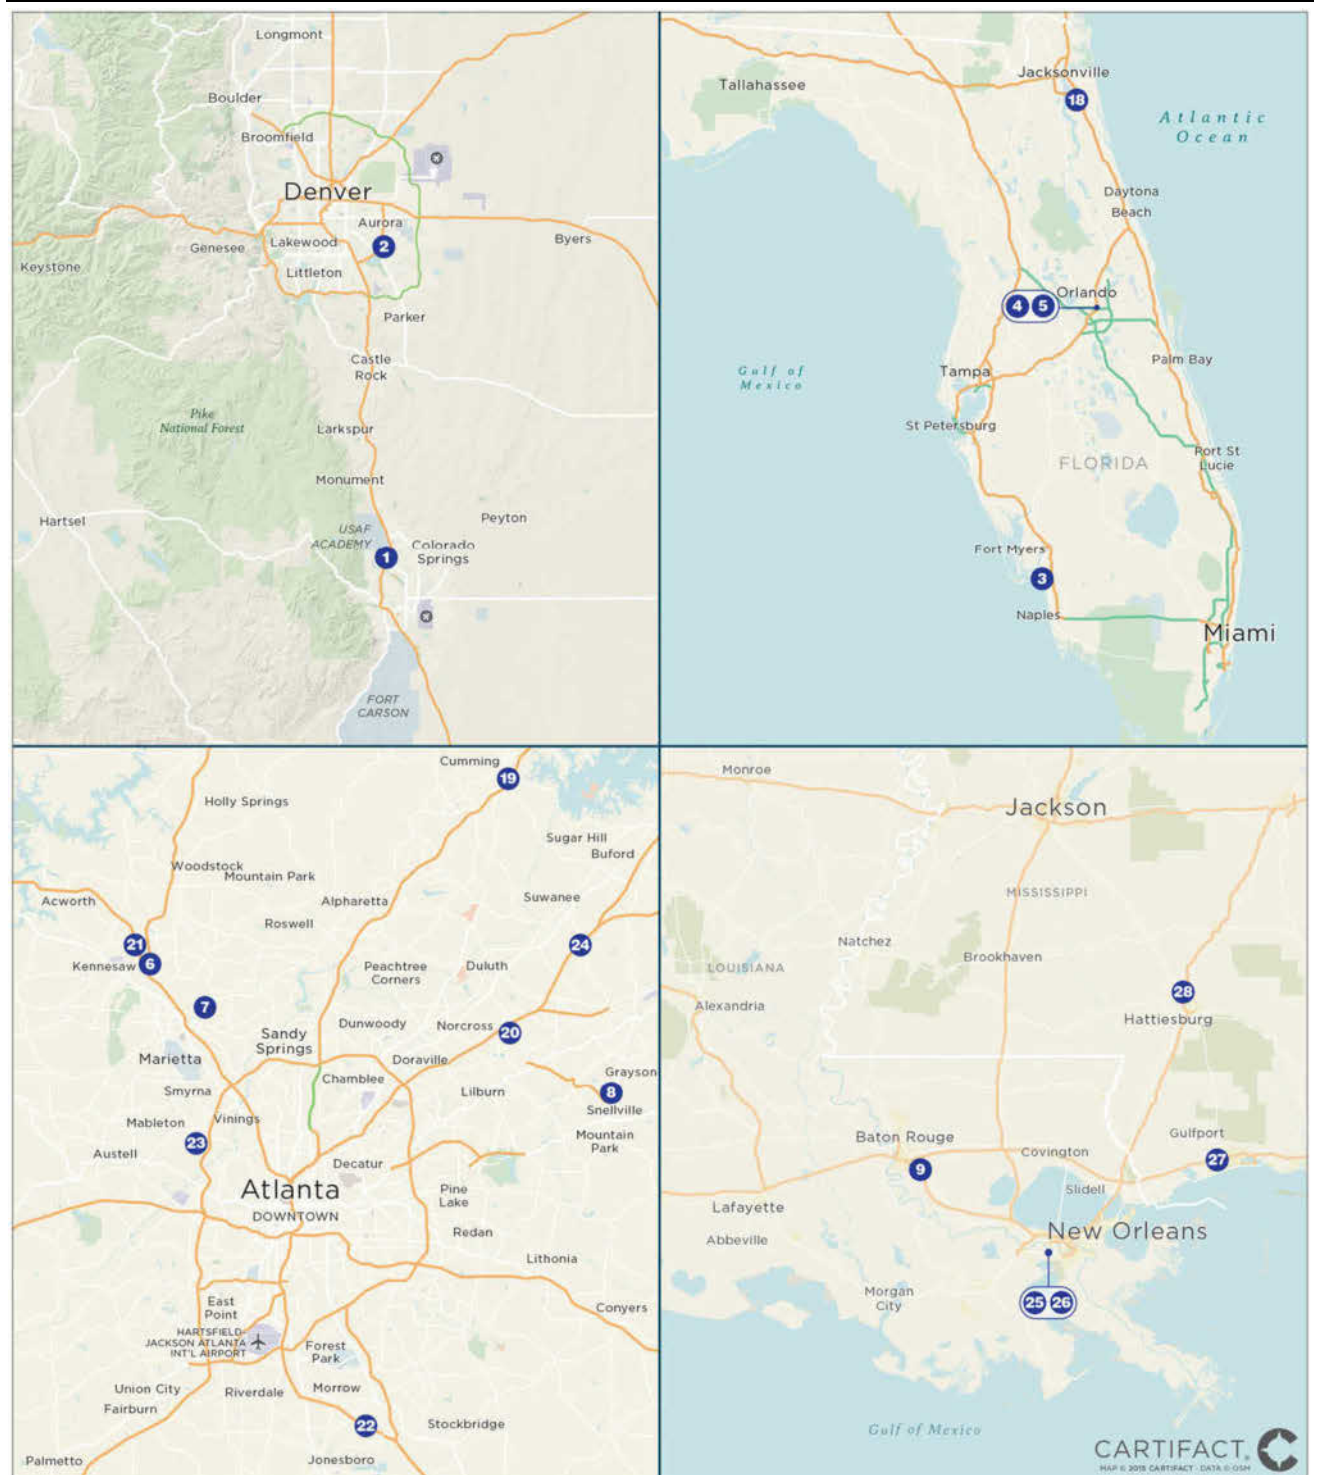 Longmont
Boulder
Broomfield
Denver
Aurora
2
Lakewood
Genesee
Byers
Keystone
Littleton
Parker
Castle
Rock
Pike
National Forest
Larkspur
Monument
Hartsel
Peyton
USAF
ACADEMY
1
Colorado
Springs
FORT
CARSON
Jacksonville
Tallahassee
18
Atlantic
Ocean
Daytona
Beach
Orlando
4 5
Gulf of
Mexico
Tampa
Palm Bay
St Petersburg
FLORIDA
Port St
Lucie
Fort Myers
3
Naples
Miami
Cumming
19
Holly Springs
Sugar Hill
Buford
Woodstock
Mountain Park
Acworth
Alpharetta
Suwanee
Roswell
21
24
Kennesaw
6
Peachtree
Corners
Duluth
7
Sandy
Springs
Dunwoody
Norcross
20
Marietta
Doraville
Grayson
Smyrna
Chamblee
Lilburn
8
Snellville
Mableton
Vinings
23
Mountain
Park
Austell
Decatur
Atlanta
DOWNTOWN
Pine
Lake
Redan
Lithonia
East
Point
Conyers
HARTSFIELD-
JACKSON ATLANTA
INT'L AIRPORT
Forest
Park
Union City
Riverdale
Morrow
Fairburn
22
Stockbridge
Palmetto
Jonesboro
Monroe
Jackson
MISSISSIPPI
Natchez
Brookhaven
LOUISIANA
28
Alexandria
Hattiesburg
Baton Rouge
Gulfport
9
Covington
27
Slidell
Lafayette
New Orleans
Abbeville
Morgan
City
25 26
Gulf of Mexico
CARTIFACT®
MAP © 2015 CARTIFACT - DATA © OSM